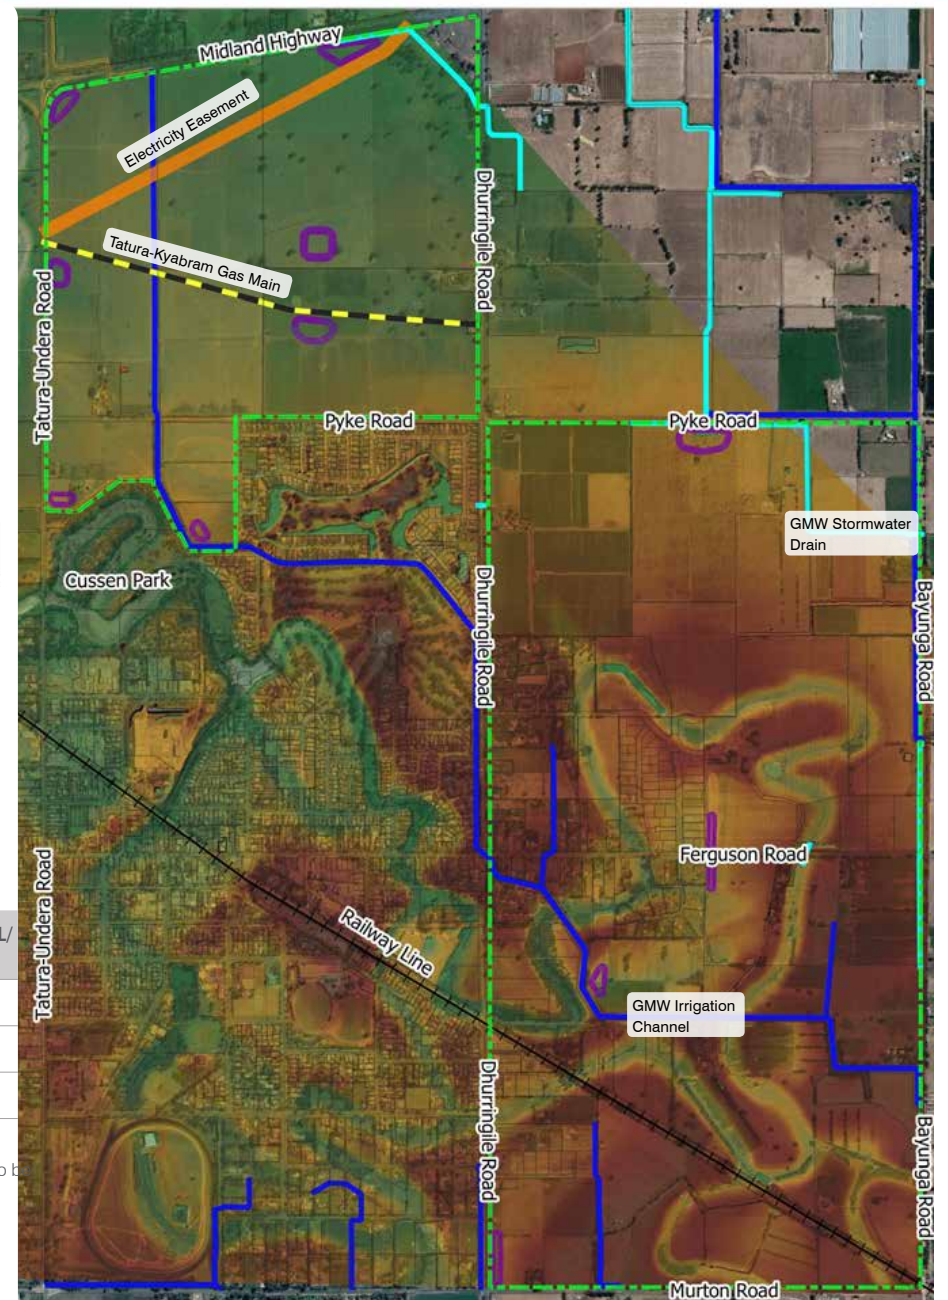 Midland Highway
Electricity Easement
Dhurringile Road
Tatura-Kyabram Gas Main
Tatura-Undera Road
Pyke Road
Pyke Road
GMW Stormwater
Drain
Cussen Park
Dhurringile Road
Bayunga Road
Ferguson Road
Tatura-Undera Road
L/
Railway Line
GMW Irrigation
Channel
Dhurringile Road
Bayunga Road
o b
Murton Road